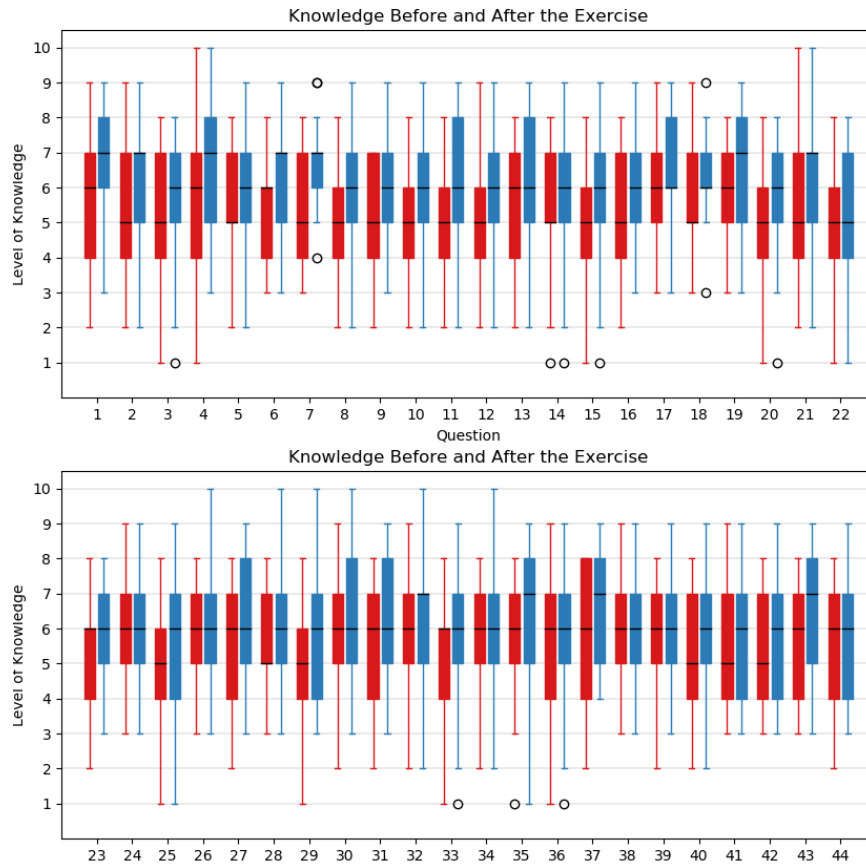 Knowledge Before and After the Exercise
Level of Knowledge
10
9
8
7
6
5
4
3
2
1
1 2 3 4 5 6 7 8 9 10 11 12 13 14 15 16 17 18 19 20 21 22
Question
Knowledge Before and After the Exercise
Level of Knowledge
10
9
8
7
6
5
4
3
2
1
23 24 25 26 27 28 29 30 31 32 33 34 35 36 37 38 39 40 41 42 43 44